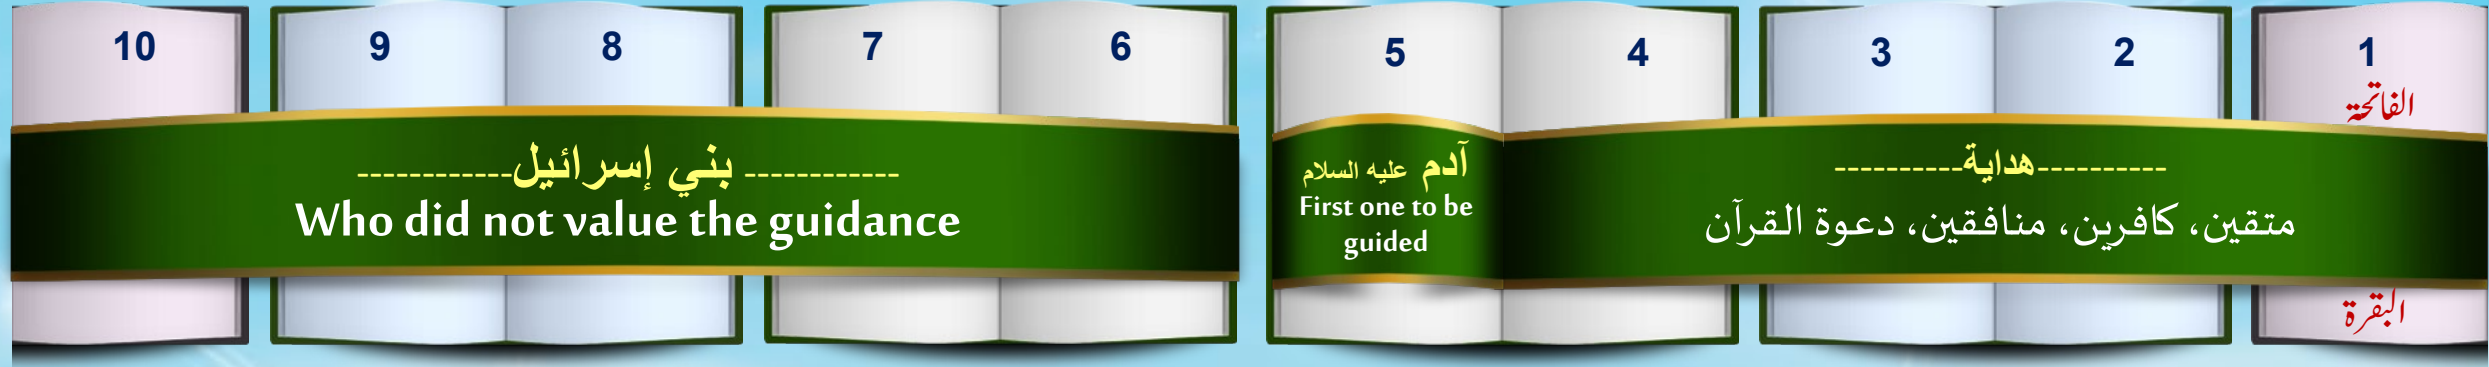 1 2 3 4 5 6 7 8 9 10
الفاتحة
----------هداية----------
متقين، كافرين، منافقين، دعوة القرآن
البقرة
آدم عليه السلام
First one to be
guided
------------ بني إسرائيل------------
Who did not value the guidance